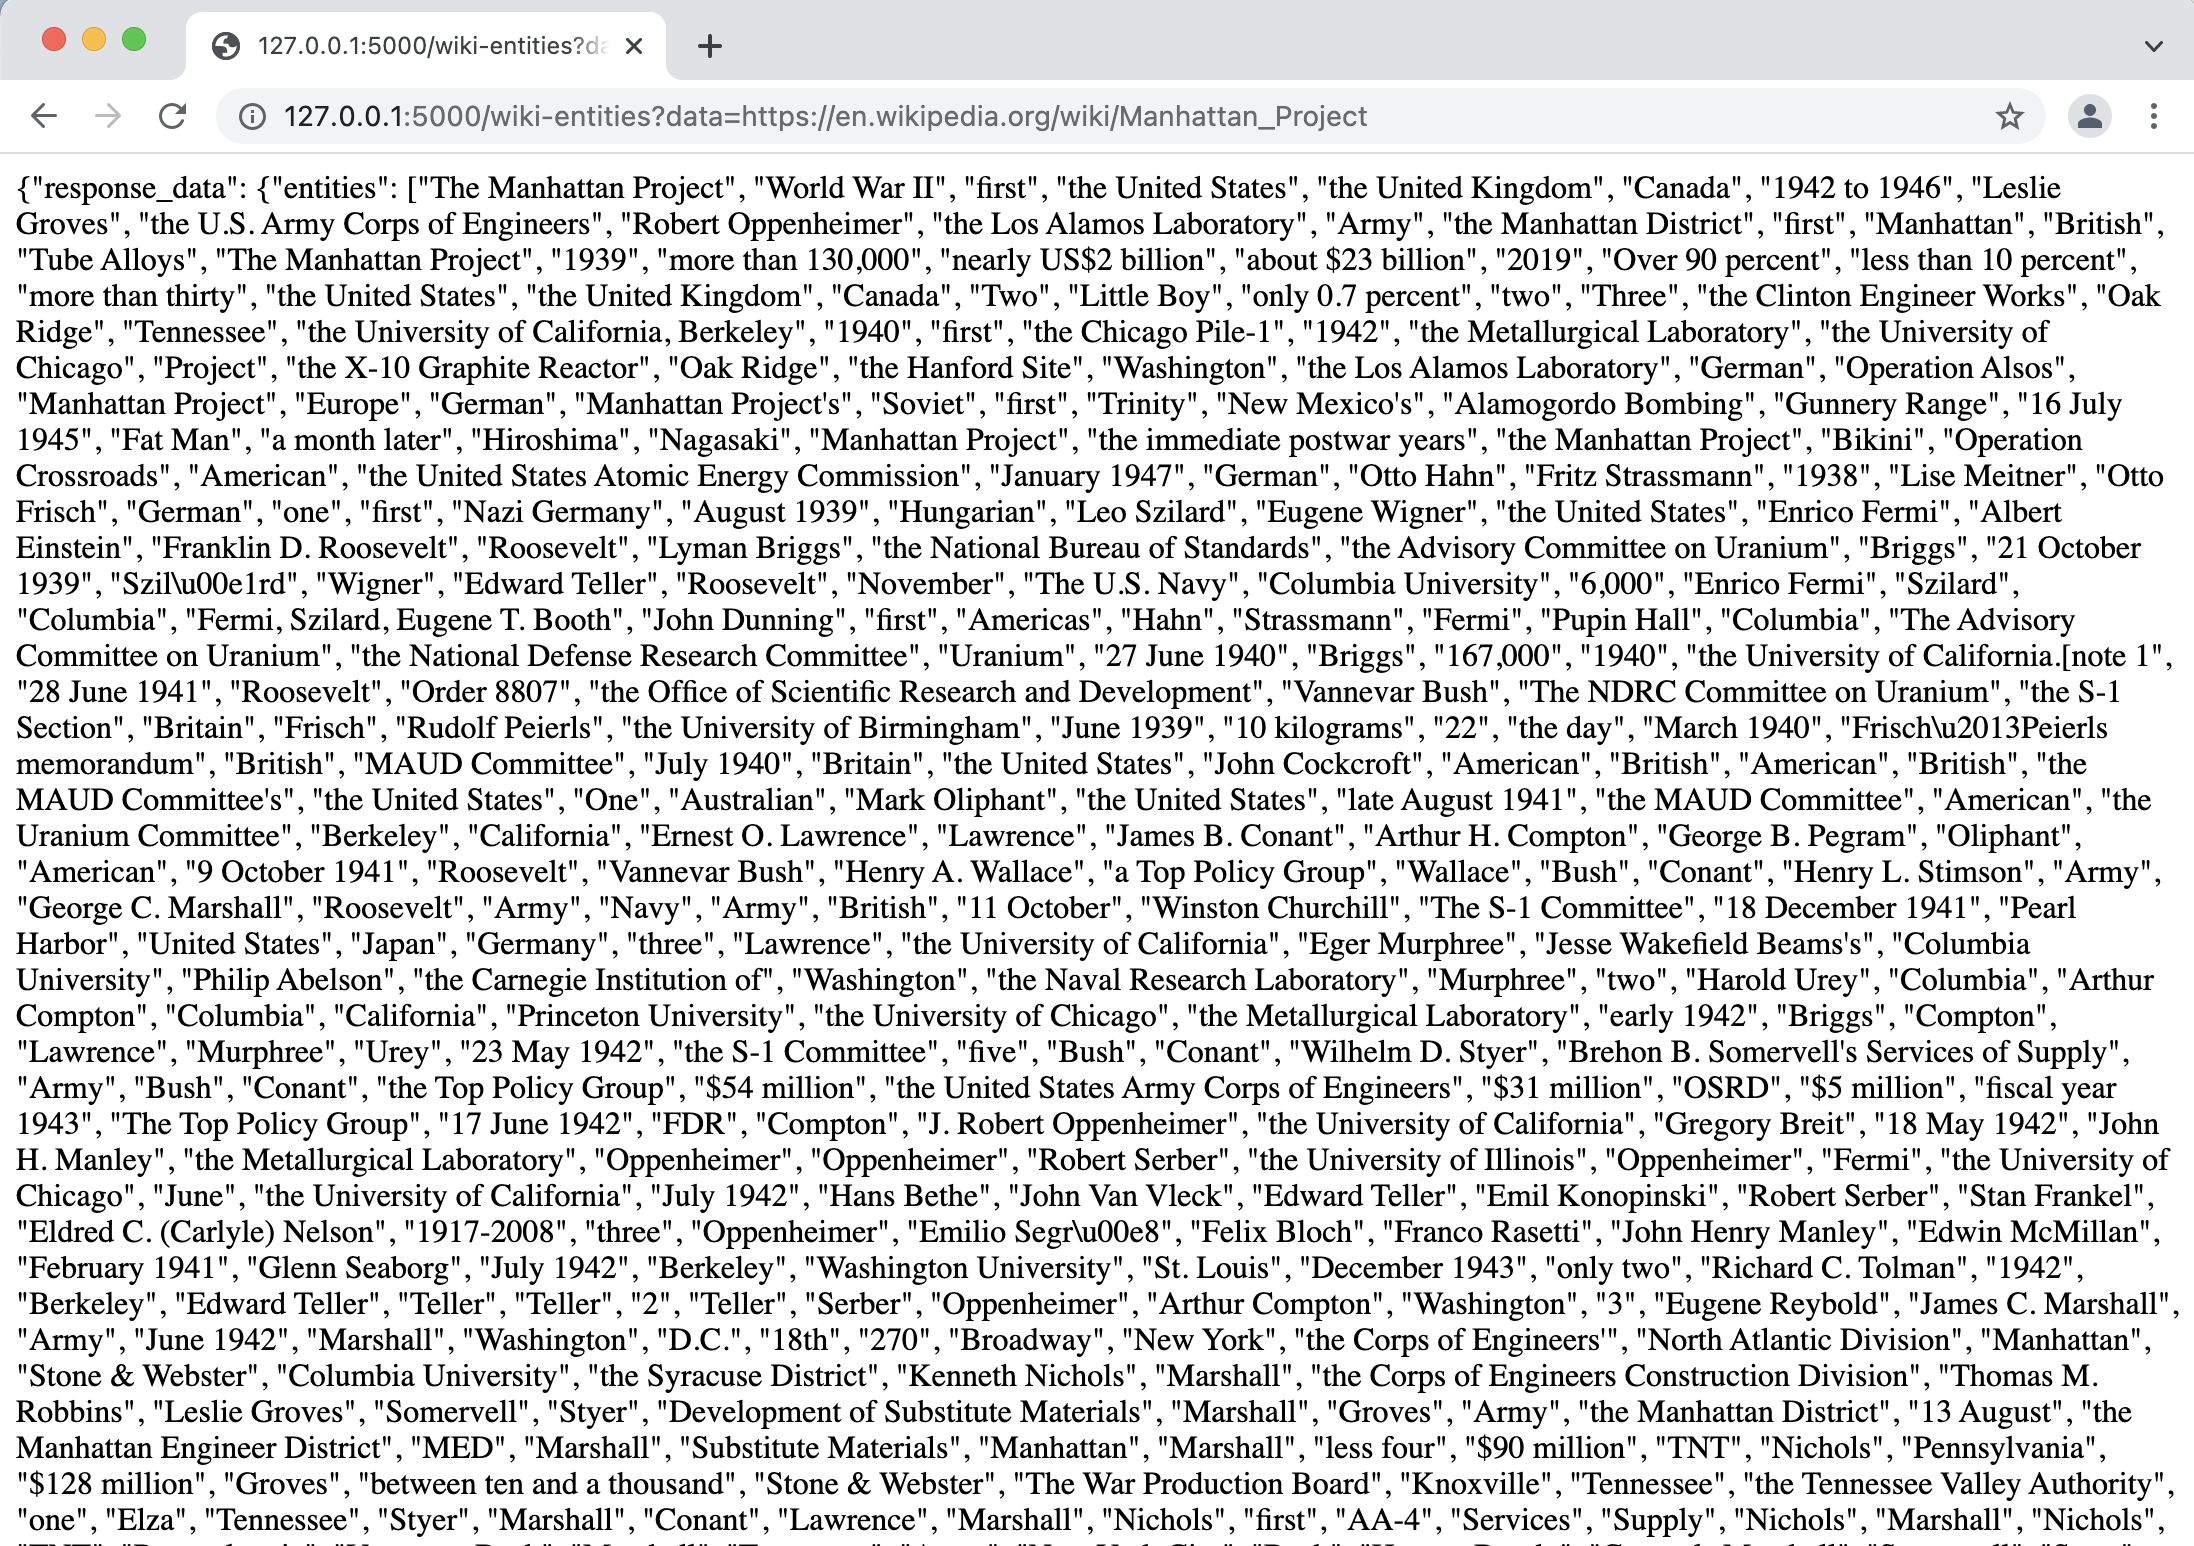 127.0.0.1:5000/wiki-entities?da
127.0.0.1:5000/wiki-entities?data=https://en.wikipedia.org/wiki/Manhattan_Project
{"response_data": {"entities": ["The Manhattan Project", "World War II", "first", "the United States", "the United Kingdom", "Canada", "1942 to 1946", "Leslie
Groves", "the U.S. Army Corps of Engineers", "Robert Oppenheimer", "the Los Alamos Laboratory", "Army", "the Manhattan District", "first", "Manhattan", "British",
"Tube Alloys", "The Manhattan Project", "1939", "more than 130,000", "nearly US$2 billion", "about $23 billion", "2019", "Over 90 percent", "less than 10 percent",
"more than thirty", "the United States", "the United Kingdom", "Canada", "Two", "Little Boy", "only 0.7 percent", "two", "Three", "the Clinton Engineer Works", "Oak
Ridge", "Tennessee", "the University of California, Berkeley", "1940", "first", "the Chicago Pile-1", "1942", "the Metallurgical Laboratory", "the University of
Chicago", "Project", "the X-10 Graphite Reactor", "Oak Ridge", "the Hanford Site", "Washington", "the Los Alamos Laboratory", "German", "Operation Alsos",
"Manhattan Project", "Europe", "German", "Manhattan Project's", "Soviet", "first", "Trinity", "New Mexico's", "Alamogordo Bombing", "Gunnery Range", "16 July
1945", "Fat Man", "a month later", "Hiroshima", "Nagasaki", "Manhattan Project", "the immediate postwar years", "the Manhattan Project", "Bikini", "Operation
Crossroads", "American", "the United States Atomic Energy Commission", "January 1947", "German", "Otto Hahn", "Fritz Strassmann", "1938", "Lise Meitner", "Otto
Frisch", "German", "one", "first", "Nazi Germany", "August 1939", "Hungarian", "Leo Szilard", "Eugene Wigner", "the United States", "Enrico Fermi", "Albert
Einstein", "Franklin D. Roosevelt", "Roosevelt", "Lyman Briggs", "the National Bureau of Standards", "the Advisory Committee on Uranium", "Briggs", "21 October
1939", "Szil\u00e1rd", "Wigner", "Edward Teller", "Roosevelt", "November", "The U.S. Navy", "Columbia University", "6,000", "Enrico Fermi", "Szilard",
"Columbia", "Fermi, Szilard, Eugene T. Booth", "John Dunning", "first", "Americas", "Hahn", "Strassmann", "Fermi", "Pupin Hall", "Columbia", "The Advisory
Committee on Uranium", "the National Defense Research Committee", "Uranium", "27 June 1940", "Briggs", "167,000", "1940", "the University of California.[note 1",
"28 June 1941", "Roosevelt", "Order 8807", "the Office of Scientific Research and Development", "Vannevar Bush", "The NDRC Committee on Uranium", "the S-1
Section", "Britain", "Frisch", "Rudolf Peierls", "the University of Birmingham", "June 1939", "10 kilograms", "22", "the day", "March 1940", "Frisch\u2013Peierls
memorandum", "British", "MAUD Committee", "July 1940", "Britain", "the United States", "John Cockcroft", "American", "British", "American", "British", "the
MAUD Committee's", "the United States", "One", "Australian", "Mark Oliphant", "the United States", "late August 1941", "the MAUD Committee", "American", "the
Uranium Committee", "Berkeley", "California", "Ernest O. Lawrence", "Lawrence", "James B. Conant", "Arthur H. Compton", "George B. Pegram", "Oliphant",
"American", "9 October 1941", "Roosevelt", "Vannevar Bush", "Henry A. Wallace", "a Top Policy Group", "Wallace", "Bush", "Conant", "Henry L. Stimson", "Army",
"George C. Marshall", "Roosevelt", "Army", "Navy", "Army", "British", "11 October", "Winston Churchill", "The S-1 Committee", "18 December 1941", "Pearl
Harbor", "United States", "Japan", "Germany", "three", "Lawrence", "the University of California", "Eger Murphree", "Jesse Wakefield Beams's", "Columbia
University", "Philip Abelson", "the Carnegie Institution of", "Washington", "the Naval Research Laboratory", "Murphree", "two", "Harold Urey", "Columbia", "Arthur
Compton", "Columbia", "California", "Princeton University", "the University of Chicago", "the Metallurgical Laboratory", "early 1942", "Briggs", "Compton",
"Lawrence", "Murphree", "Urey", "23 May 1942", "the S-1 Committee", "five", "Bush", "Conant", "Wilhelm D. Styer", "Brehon B. Somervell's Services of Supply",
"Army", "Bush", "Conant", "the Top Policy Group", "$54 million", "the United States Army Corps of Engineers", "$31 million", "OSRD", "$5 million", "fiscal year
1943", "The Top Policy Group", "17 June 1942", "FDR", "Compton", "J. Robert Oppenheimer", "the University of California", "Gregory Breit", "18 May 1942", "John
H. Manley", "the Metallurgical Laboratory", "Oppenheimer", "Oppenheimer", "Robert Serber", "the University of Illinois", "Oppenheimer", "Fermi", "the University of
Chicago", "June", "the University of California", "July 1942", "Hans Bethe", "John Van Vleck", "Edward Teller", "Emil Konopinski", "Robert Serber", "Stan Frankel",
"Eldred C. (Carlyle) Nelson", "1917-2008", "three", "Oppenheimer", "Emilio Segr\u00e8", "Felix Bloch", "Franco Rasetti", "John Henry Manley", "Edwin McMillan",
"February 1941", "Glenn Seaborg", "July 1942", "Berkeley", "Washington University", "St. Louis", "December 1943", "only two", "Richard C. Tolman", "1942",
"Berkeley", "Edward Teller", "Teller", "Teller", "2", "Teller", "Serber", "Oppenheimer", "Arthur Compton", "Washington", "3", "Eugene Reybold", "James C. Marshall",
"Army", "June 1942", "Marshall", "Washington", "D.C.", "18th", "270", "Broadway", "New York", "the Corps of Engineers'", "North Atlantic Division", "Manhattan",
"Stone & Webster", "Columbia University", "the Syracuse District", "Kenneth Nichols", "Marshall", "the Corps of Engineers Construction Division", "Thomas M.
Robbins", "Leslie Groves", "Somervell", "Styer", "Development of Substitute Materials", "Marshall", "Groves", "Army", "the Manhattan District", "13 August", "the
Manhattan Engineer District", "MED", "Marshall", "Substitute Materials", "Manhattan", "Marshall", "less four", "$90 million", "TNT", "Nichols", "Pennsylvania",
"$128 million", "Groves", "between ten and a thousand", "Stone & Webster", "The War Production Board", "Knoxville", "Tennessee", "the Tennessee Valley Authority",
"one", "Elza", "Tennessee", "Styer", "Marshall", "Conant", "Lawrence", "Marshall", "Nichols", "first", "AA-4", "Services", "Supply", "Nichols", "Marshall", "Nichols",